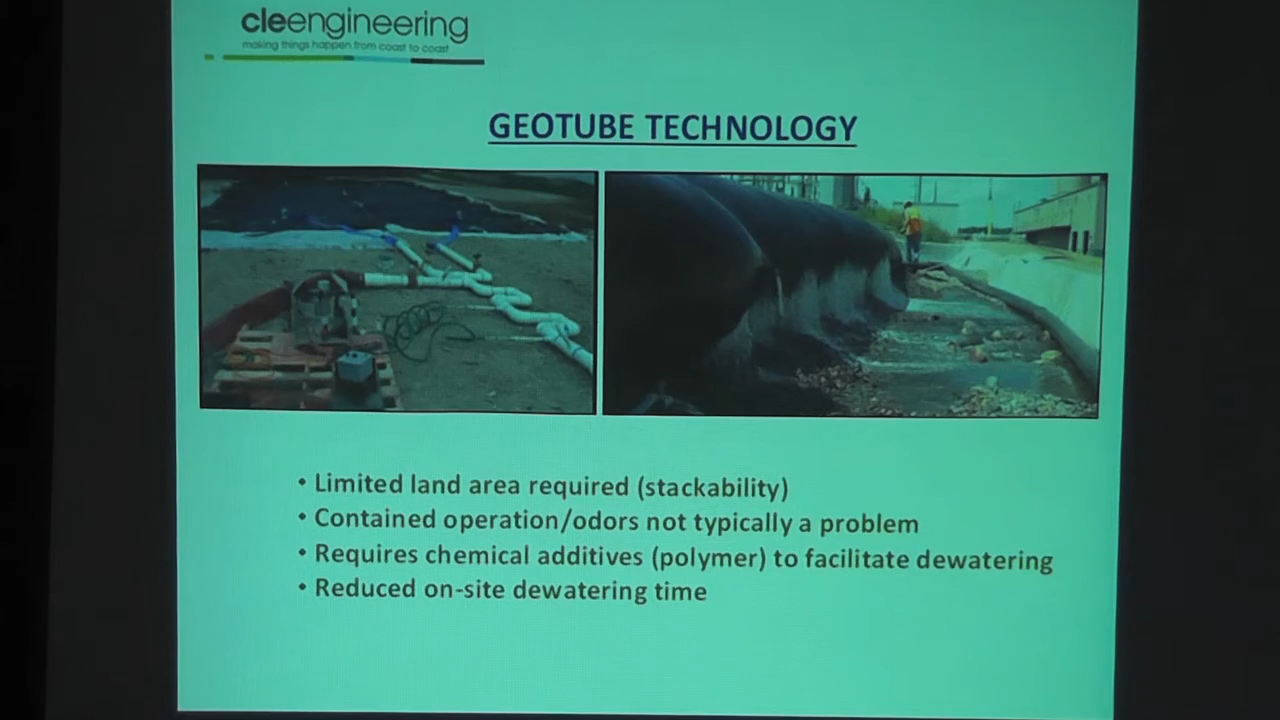 cleengineering
making things happen from coast to coast
GEOTUBE TECHNOLOGY
• Limited land area required (stackability)
• Contained operation/odors not typically a problem
• Requires chemical additives (polymer) to facilitate dewatering
• Reduced on-site dewatering time